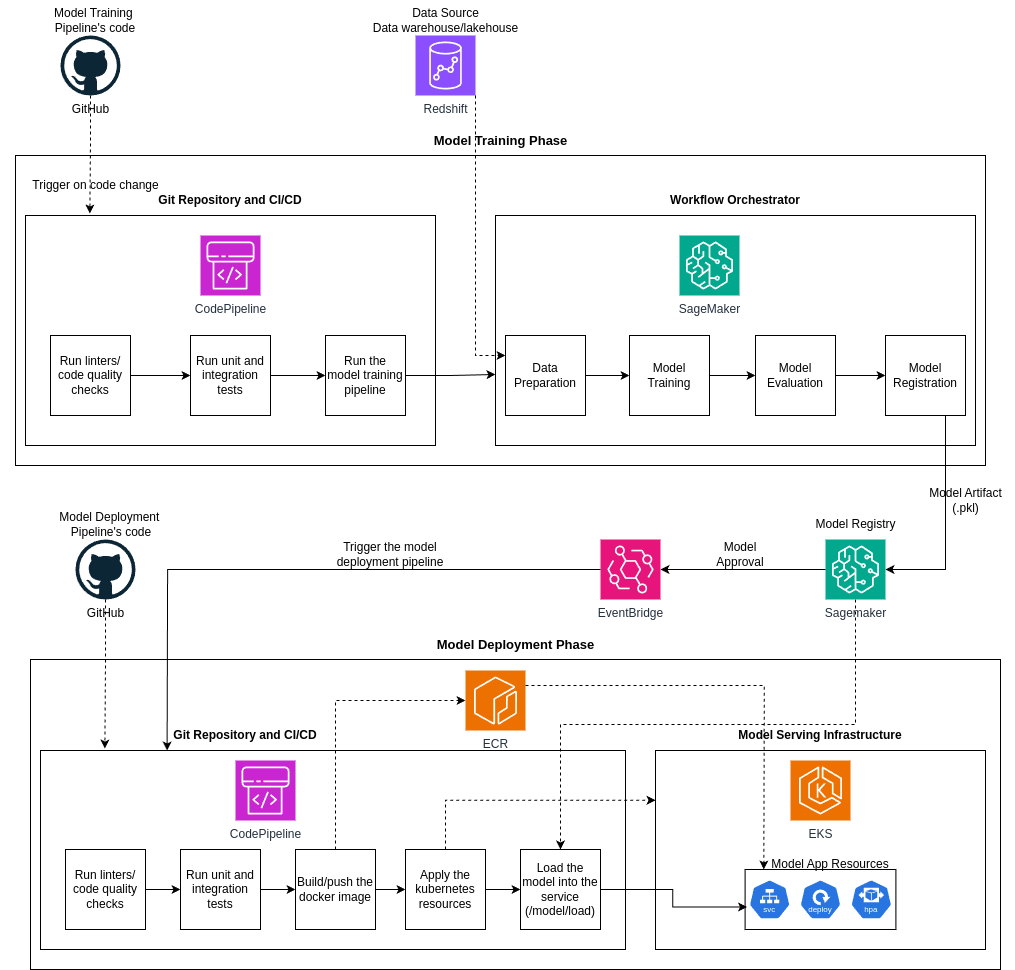 Model Training
Pipeline's code
GitHub
Data Source
Data warehouse/lakehouse
Redshift
Model Training Phase
Trigger on code change
Git Repository and CI/CD
CodePipeline
Run linters/
code quality
checks
Run unit and
integration
tests
Run the
model training
pipeline
Workflow Orchestrator
SageMaker
Data
Preparation
Model
Training
Model
Evaluation
Model
Registration
Model Artifact
(.pkl)
Model Registry
Sagemaker
Model
Approval
EventBridge
Trigger the model
deployment pipeline
Model Deployment
Pipeline's code
GitHub
Model Deployment Phase
ECR
Git Repository and CI/CD
CodePipeline
Run linters/
code quality
checks
Run unit and
integration
tests
Build/push the
docker image
Apply the
kubernetes
resources
Load the
model into the
service
(/model/load)
Model Serving Infrastructure
EKS
Model App Resources
svc
deploy
hpa